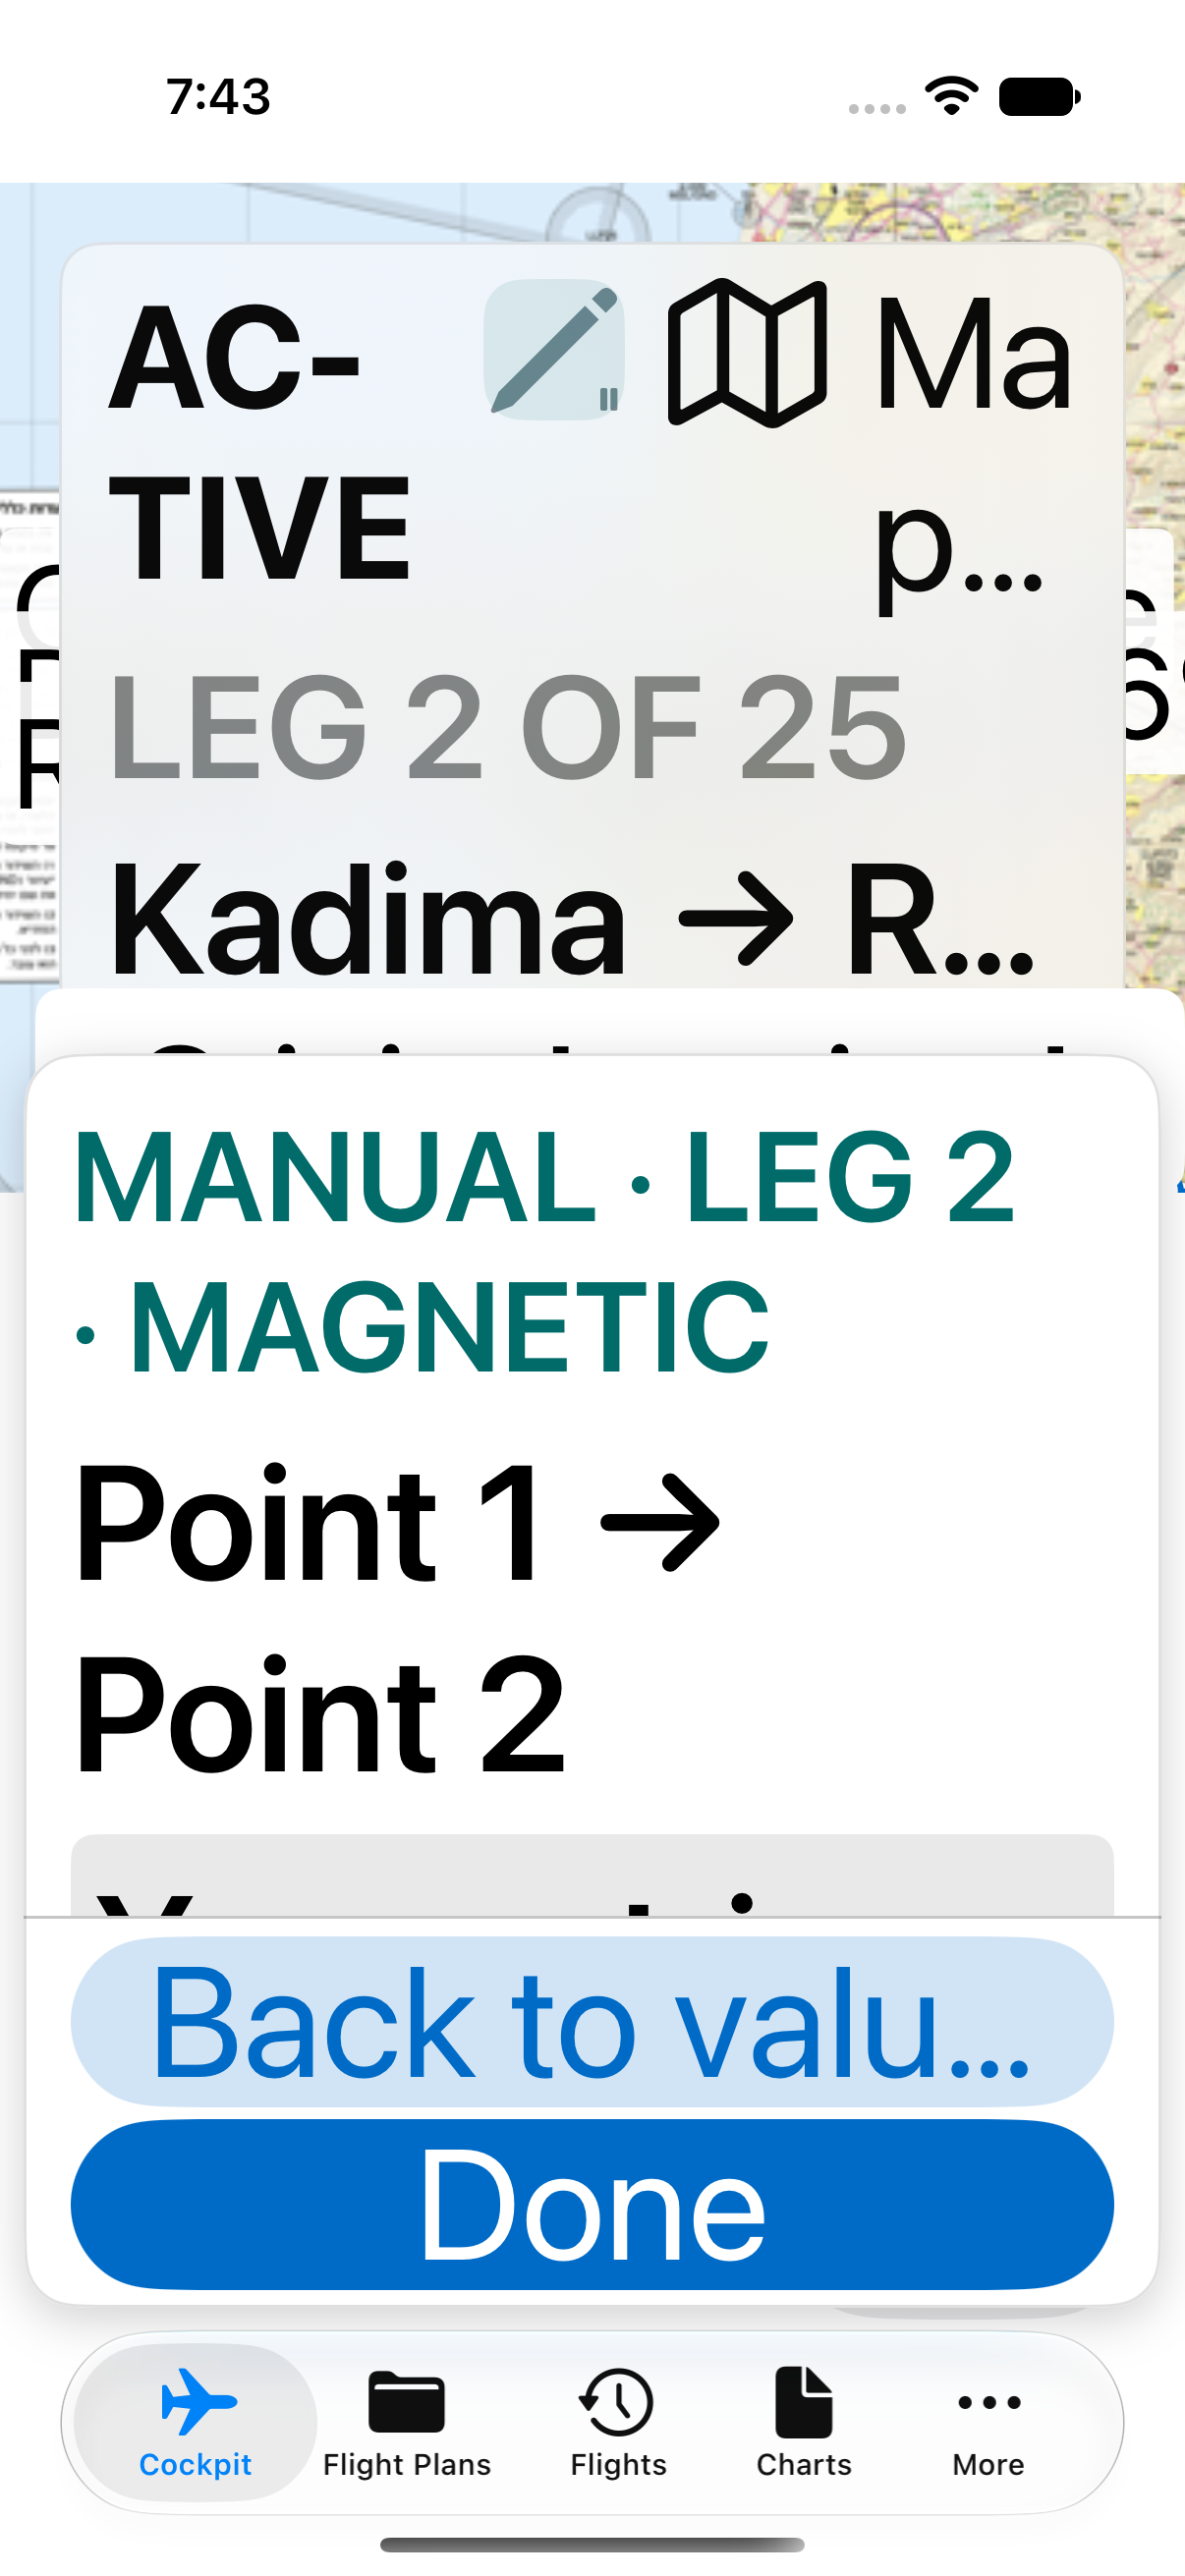 7:43
AC-
TIVE
Map...
LEG 2 OF 25
Kadima → R...
MANUAL · LEG 2
· MAGNETIC
Point 1 →
Point 2
Back to valu...
Done
Cockpit
Flight Plans
Flights
Charts
More